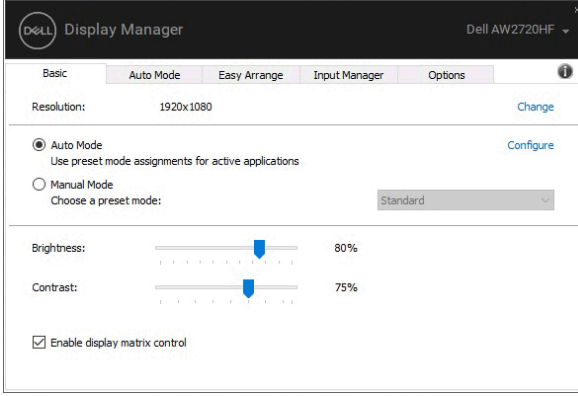 DELL Display Manager Dell AW2720HF
Basic Auto Mode Easy Arrange Input Manager Options
Resolution: 1920x1080 Change
Auto Mode Configure
Use preset mode assignments for active applications
Manual Mode
Choose a preset mode: Standard
Brightness: 80%
Contrast: 75%
Enable display matrix control